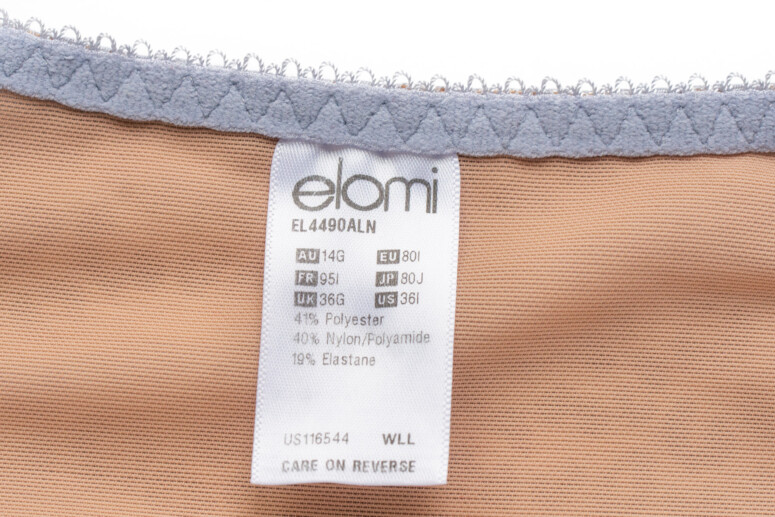 elomi
EL4490ALN
AU 14G EU 80I
FR 95I JP 80J
UK 36G US 36I
41% Polyester
40% Nylon/Polyamide
19% Elastane
US116544 WLL
CARE ON REVERSE